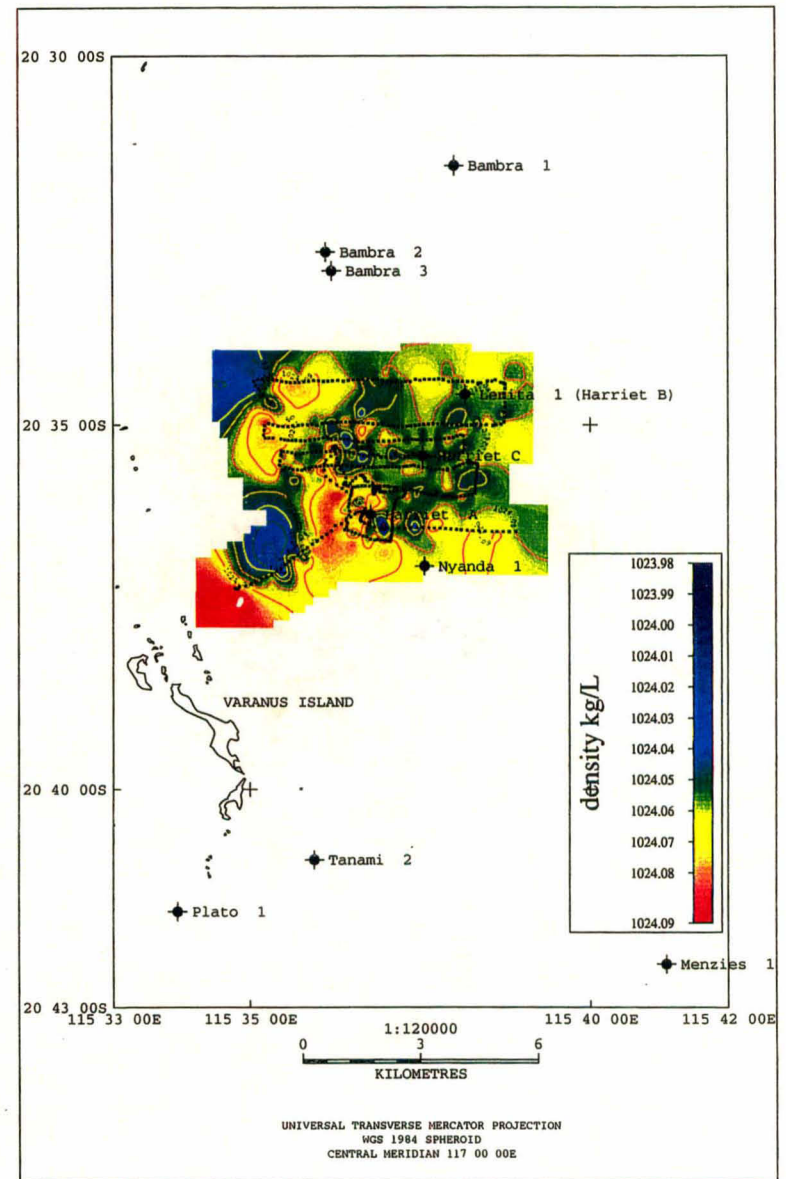 20 30 00S
Bambra 1
Bambra 2
Bambra 3
Lemita 1 (Harriet B)
20 35 00S
Harriet C
Harriet A
Nyanda 1
density kg/L
1023.98
1023.99
1024.00
1024.01
1024.02
1024.03
1024.04
1024.05
1024.06
1024.07
1024.08
1024.09
VARANUS ISLAND
20 40 00S
Tanami 2
Plato 1
Menzies 1
20 43 00S
115 33 00E
115 35 00E
115 40 00E
115 42 00E
1:120000
0 3 6
KILOMETRES
UNIVERSAL TRANSVERSE MERCATOR PROJECTION
WGS 1984 SPHEROID
CENTRAL MERIDIAN 117 00 00E